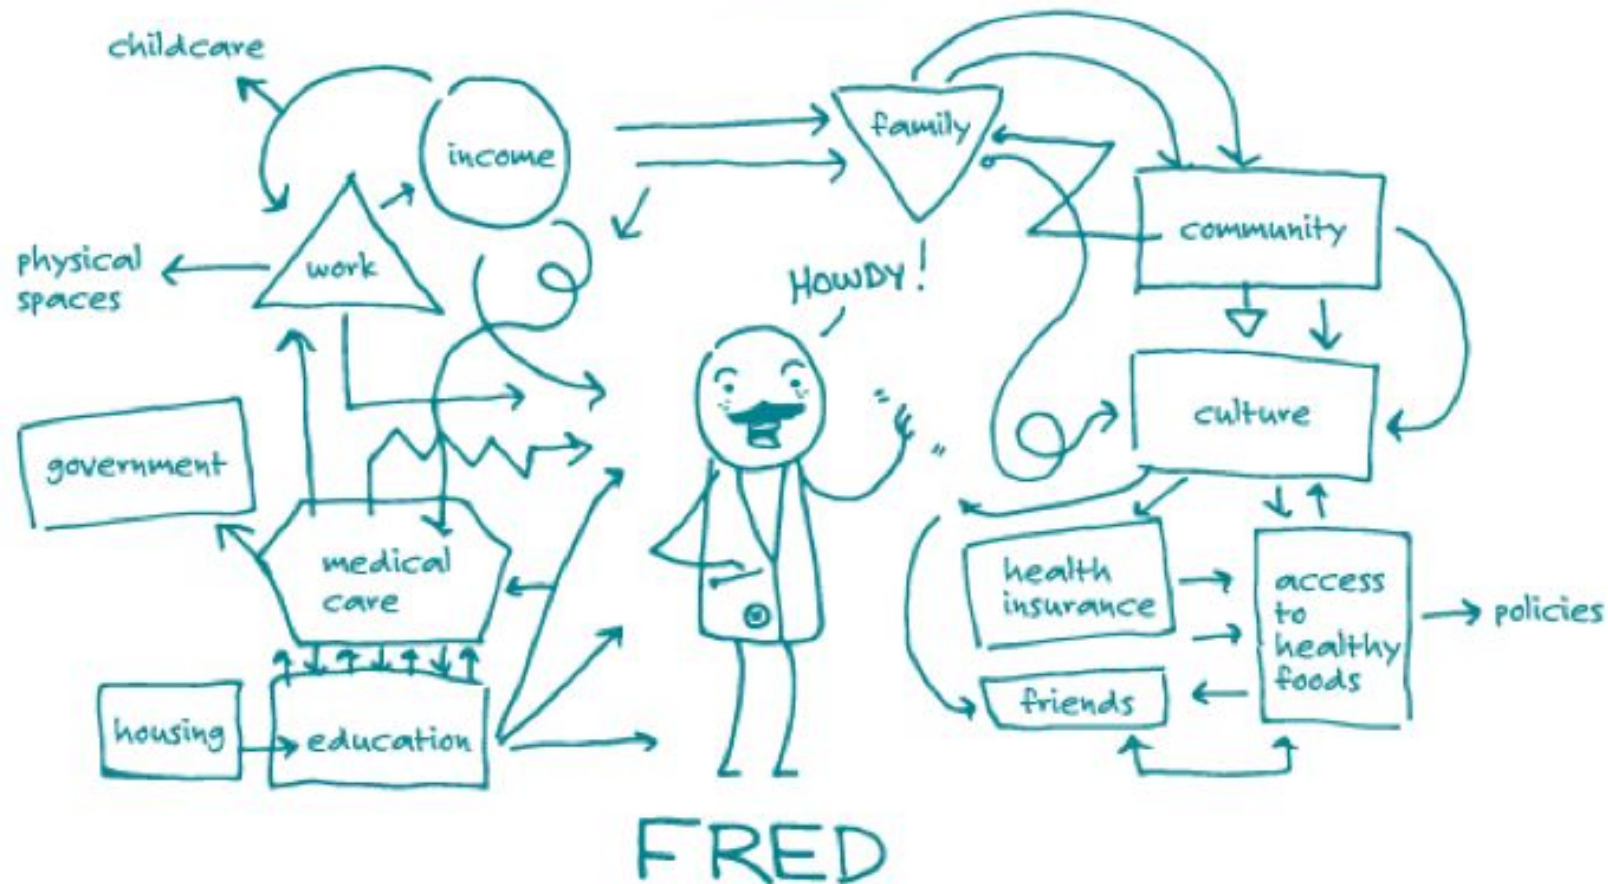 childcare
income
family
physical
spaces
work
community
HOWDY!
culture
government
medical
care
health
insurance
access
to
healthy
foods
policies
friends
housing
education
FRED